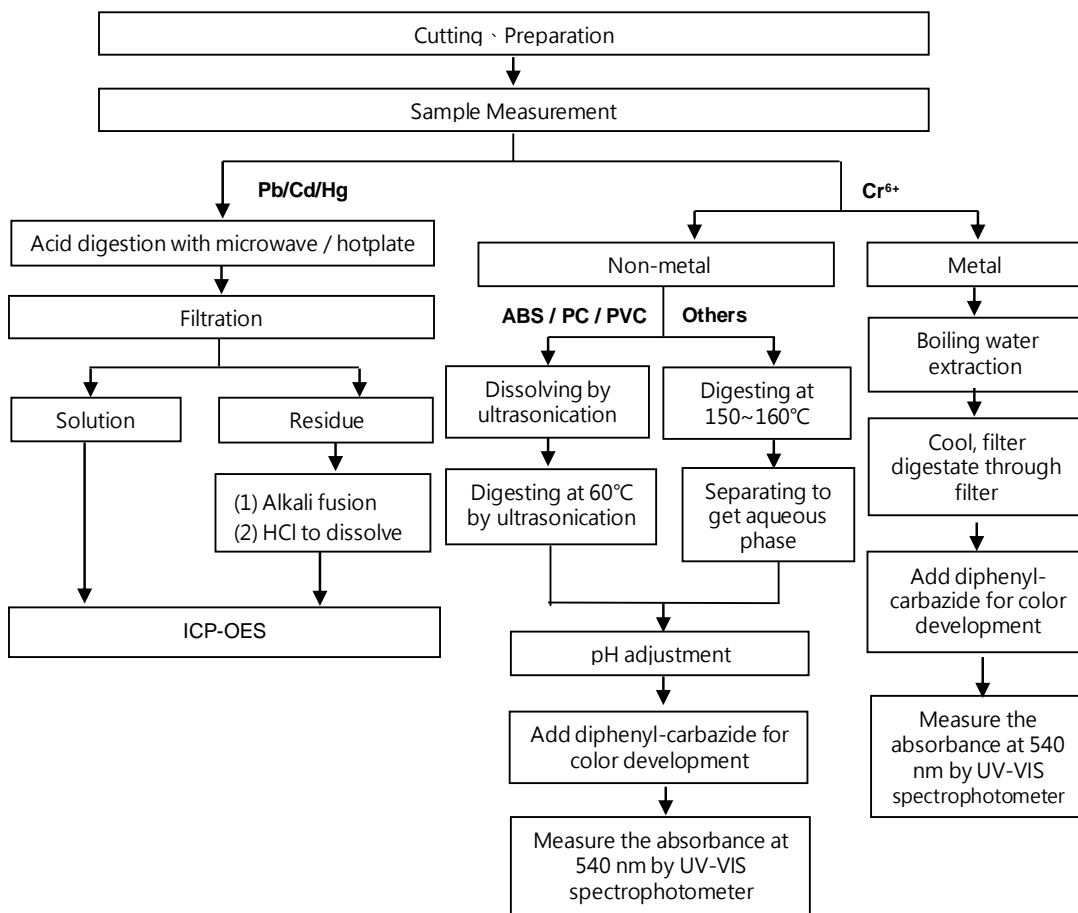 Cutting、Preparation
Sample Measurement
Pb/Cd/Hg
Cr⁶⁺
Acid digestion with microwave / hotplate
Non-metal
Metal
Filtration
ABS / PC / PVC
Others
Boiling water
extraction
Solution
Residue
Dissolving by
ultrasonication
Digesting at
150~160℃
Cool, filter
digestate through
filter
(1) Alkali fusion
(2) HCl to dissolve
Digesting at 60℃
by ultrasonication
Separating to
get aqueous
phase
Add diphenyl-
carbazide for color
development
ICP-OES
pH adjustment
Measure the
absorbance at 540
nm by UV-VIS
spectrophotometer
Add diphenyl-carbazide for
color development
Measure the absorbance at
540 nm by UV-VIS
spectrophotometer